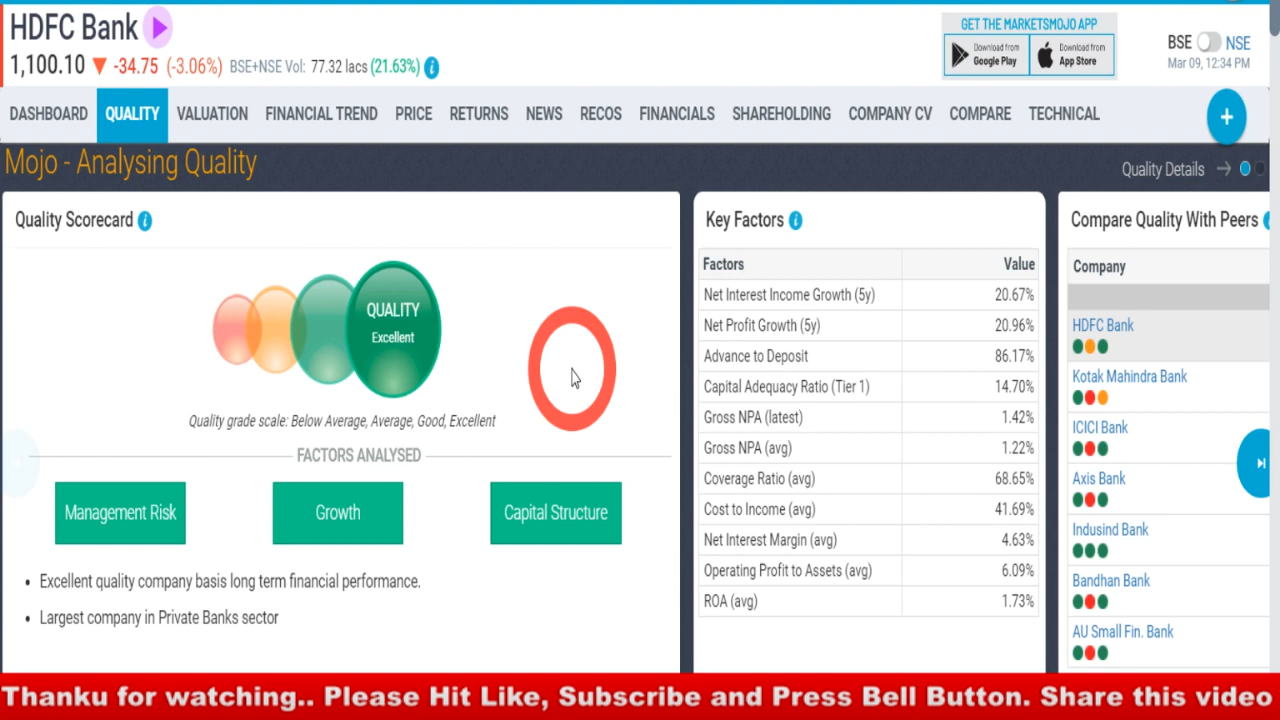 HDFC Bank
1,100.10 ▼ -34.75 (-3.06%) BSE+NSE Vol: 77.32 lacs (21.63%) i
GET THE MARKETSMOJO APP
Download from Google Play
Download from App Store
BSE NSE
Mar 09, 12:34 PM
DASHBOARD QUALITY VALUATION FINANCIAL TREND PRICE RETURNS NEWS RECOS FINANCIALS SHAREHOLDING COMPANY CV COMPARE TECHNICAL +
Mojo - Analysing Quality
Quality Details →
Quality Scorecard i
QUALITY
Excellent
Quality grade scale: Below Average, Average, Good, Excellent
FACTORS ANALYSED
Management Risk Growth Capital Structure
• Excellent quality company basis long term financial performance.
• Largest company in Private Banks sector
Key Factors i
Factors Value
Net Interest Income Growth (5y) 20.67%
Net Profit Growth (5y) 20.96%
Advance to Deposit 86.17%
Capital Adequacy Ratio (Tier 1) 14.70%
Gross NPA (latest) 1.42%
Gross NPA (avg) 1.22%
Coverage Ratio (avg) 68.65%
Cost to Income (avg) 41.69%
Net Interest Margin (avg) 4.63%
Operating Profit to Assets (avg) 6.09%
ROA (avg) 1.73%
Compare Quality With Peers i
Company
HDFC Bank
Kotak Mahindra Bank
ICICI Bank
Axis Bank
Indusind Bank
Bandhan Bank
AU Small Fin. Bank
Thanku for watching.. Please Hit Like, Subscribe and Press Bell Button. Share this video